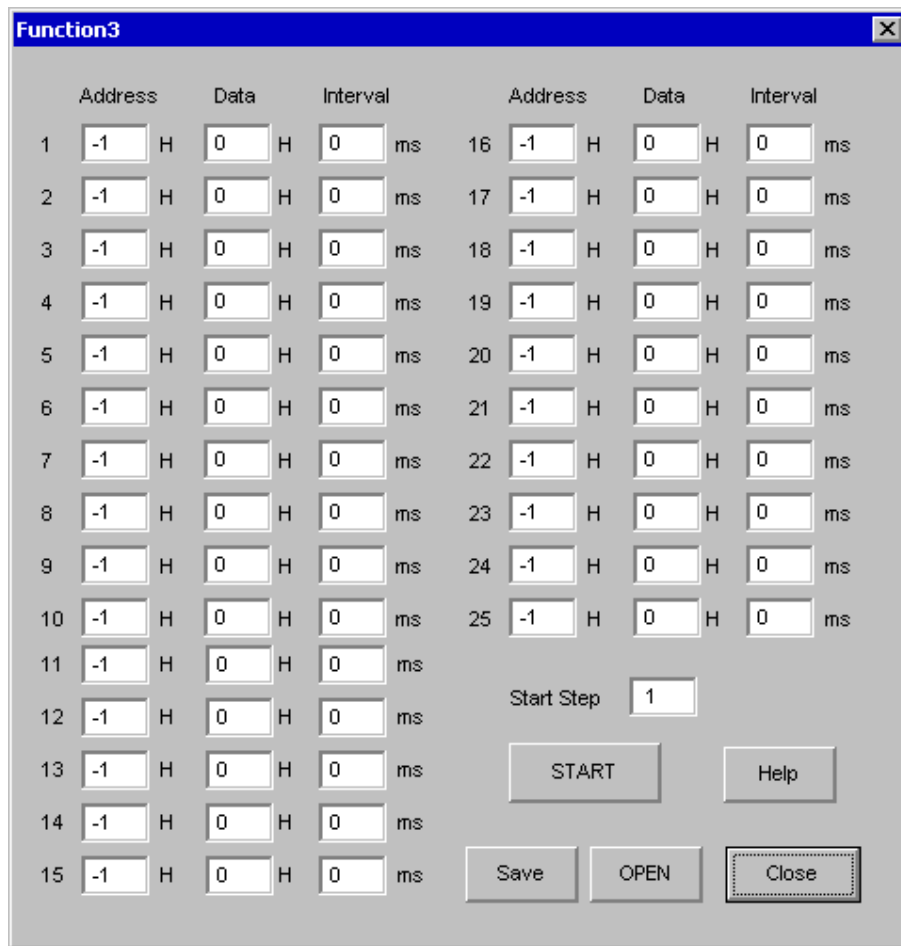 Function3
Address Data Interval Address Data Interval
1 -1 H 0 H 0 ms 16 -1 H 0 H 0 ms
2 -1 H 0 H 0 ms 17 -1 H 0 H 0 ms
3 -1 H 0 H 0 ms 18 -1 H 0 H 0 ms
4 -1 H 0 H 0 ms 19 -1 H 0 H 0 ms
5 -1 H 0 H 0 ms 20 -1 H 0 H 0 ms
6 -1 H 0 H 0 ms 21 -1 H 0 H 0 ms
7 -1 H 0 H 0 ms 22 -1 H 0 H 0 ms
8 -1 H 0 H 0 ms 23 -1 H 0 H 0 ms
9 -1 H 0 H 0 ms 24 -1 H 0 H 0 ms
10 -1 H 0 H 0 ms 25 -1 H 0 H 0 ms
11 -1 H 0 H 0 ms
12 -1 H 0 H 0 ms
13 -1 H 0 H 0 ms
14 -1 H 0 H 0 ms
15 -1 H 0 H 0 ms
Start Step 1
START Help
Save OPEN Close